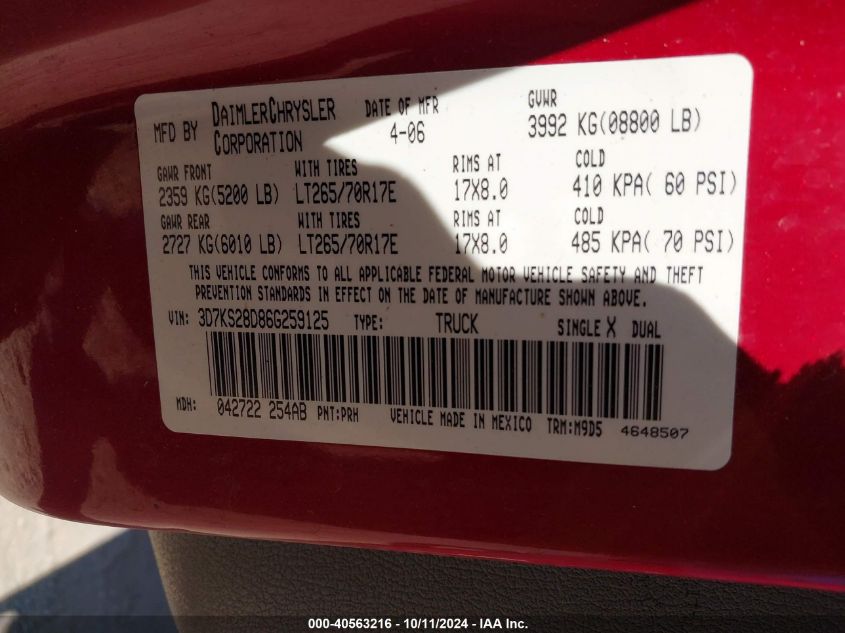 MFD BY DAIMLERCHRYSLER CORPORATION
DATE OF MFR 4-06
GVWR 3992 KG(08800 LB)
GAWR FRONT WITH TIRES RIMS AT COLD
2359 KG(5200 LB) LT265/70R17E 17X8.0 410 KPA( 60 PSI)
GAWR REAR WITH TIRES RIMS AT COLD
2727 KG(6010 LB) LT265/70R17E 17X8.0 485 KPA( 70 PSI)
THIS VEHICLE CONFORMS TO ALL APPLICABLE FEDERAL MOTOR VEHICLE SAFETY AND THEFT
PREVENTION STANDARDS IN EFFECT ON THE DATE OF MANUFACTURE SHOWN ABOVE.
VIN: 3D7KS28D86G259125 TYPE: TRUCK SINGLE X DUAL
MDH: 042722 254AB PNT:PRH VEHICLE MADE IN MEXICO TRM:M9D5 4648507
000-40563216 - 10/11/2024 - IAA Inc.